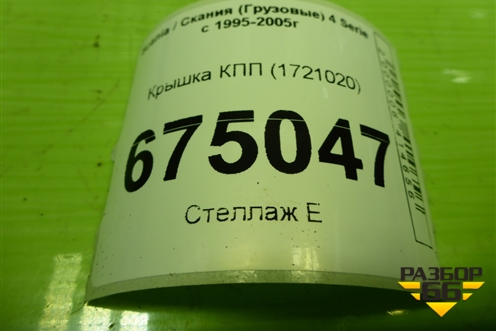 Scania / Скания (Грузовые) 4 Serie
с 1995-2005г
Крышка КПП (1721020)
675047
Стеллаж Е
РАЗБОР
66